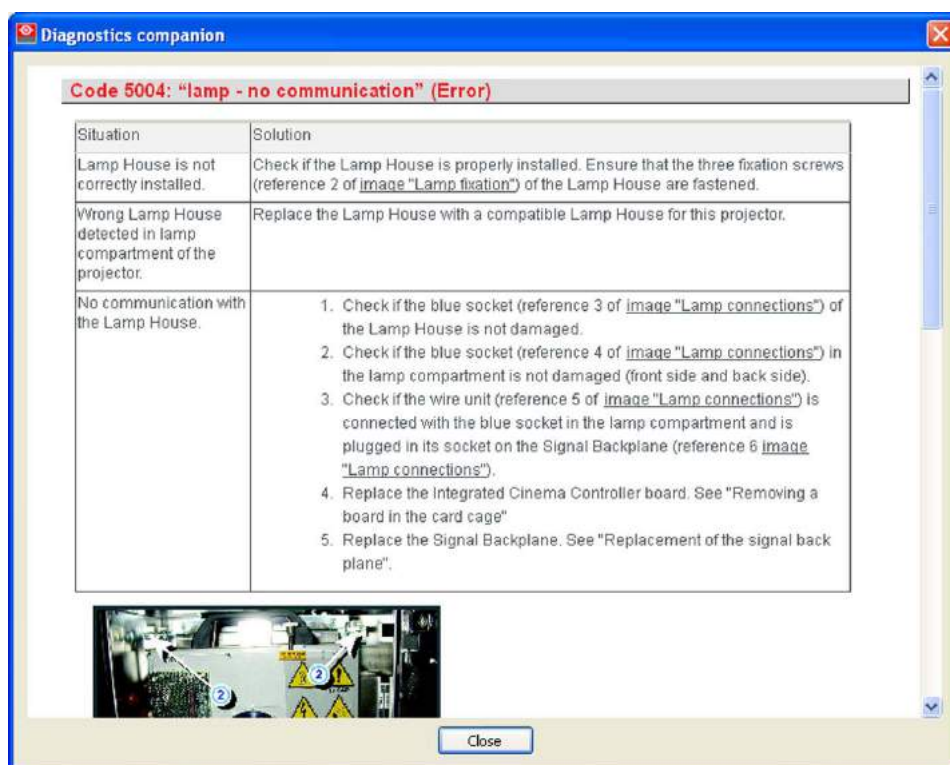 Diagnostics companion
Code 5004: “lamp - no communication” (Error)
Situation
Solution
Lamp House is not
correctly installed.
Check if the Lamp House is properly installed. Ensure that the three fixation screws
(reference 2 of image "Lamp fixation") of the Lamp House are fastened.
Wrong Lamp House
detected in lamp
compartment of the
projector.
Replace the Lamp House with a compatible Lamp House for this projector.
No communication with
the Lamp House.
1. Check if the blue socket (reference 3 of image "Lamp connections") of
the Lamp House is not damaged.
2. Check if the blue socket (reference 4 of image "Lamp connections") in
the lamp compartment is not damaged (front side and back side).
3. Check if the wire unit (reference 5 of image "Lamp connections") is
connected with the blue socket in the lamp compartment and is
plugged in its socket on the Signal Backplane (reference 6 image
"Lamp connections").
4. Replace the Integrated Cinema Controller board. See "Removing a
board in the card cage"
5. Replace the Signal Backplane. See "Replacement of the signal back
plane".
2
2
Close